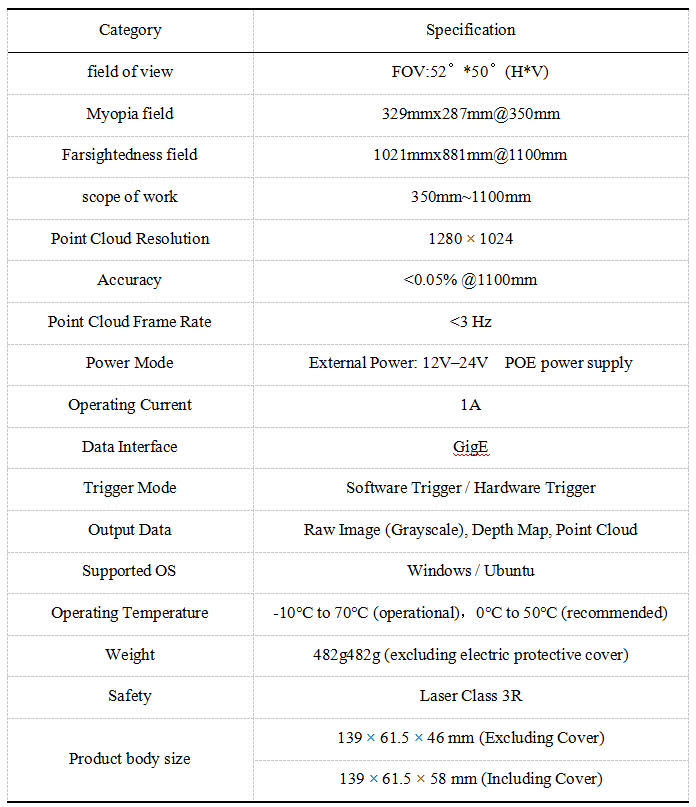 Category Specification
field of view FOV:52°*50°(H*V)
Myopia field 329mmx287mm@350mm
Farsightedness field 1021mmx881mm@1100mm
scope of work 350mm~1100mm
Point Cloud Resolution 1280 × 1024
Accuracy <0.05% @1100mm
Point Cloud Frame Rate <3 Hz
Power Mode External Power: 12V–24V POE power supply
Operating Current 1A
Data Interface GigE
Trigger Mode Software Trigger / Hardware Trigger
Output Data Raw Image (Grayscale), Depth Map, Point Cloud
Supported OS Windows / Ubuntu
Operating Temperature -10°C to 70°C (operational)，0°C to 50°C (recommended)
Weight 482g482g (excluding electric protective cover)
Safety Laser Class 3R
Product body size 139 × 61.5 × 46 mm (Excluding Cover)
139 × 61.5 × 58 mm (Including Cover)